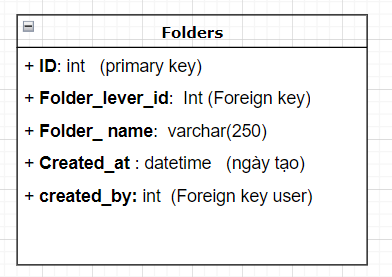 Folders
+ ID: int (primary key)
+ Folder_lever_id: Int (Foreign key)
+ Folder_ name: varchar(250)
+ Created_at : datetime (ngày tạo)
+ created_by: int (Foreign key user)